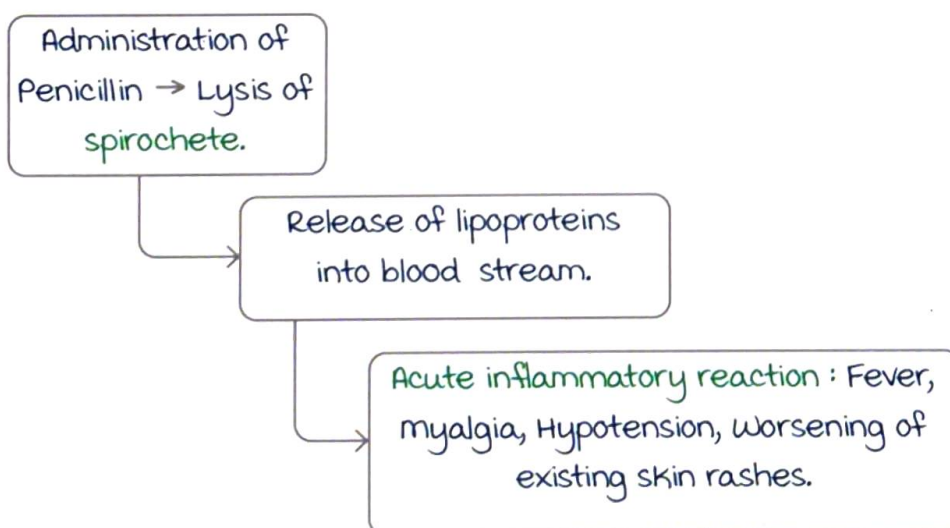 Administration of
Penicillin → Lysis of
spirochete.
Release of lipoproteins
into blood stream.
Acute inflammatory reaction : Fever,
myalgia, Hypotension, Worsening of
existing skin rashes.